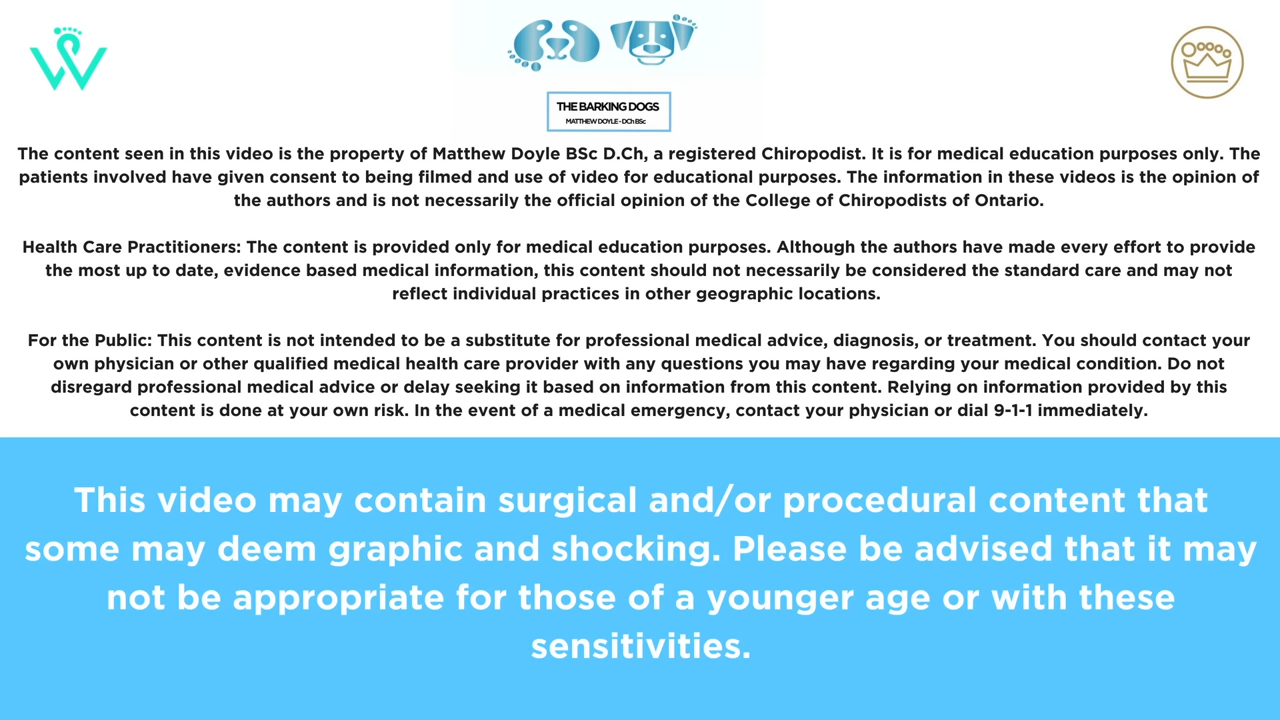 THE BARKING DOGS
MATTHEW DOYLE - DCh BSc
The content seen in this video is the property of Matthew Doyle BSc D.Ch, a registered Chiropodist. It is for medical education purposes only. The
patients involved have given consent to being filmed and use of video for educational purposes. The information in these videos is the opinion of
the authors and is not necessarily the official opinion of the College of Chiropodists of Ontario.
Health Care Practitioners: The content is provided only for medical education purposes. Although the authors have made every effort to provide
the most up to date, evidence based medical information, this content should not necessarily be considered the standard care and may not
reflect individual practices in other geographic locations.
For the Public: This content is not intended to be a substitute for professional medical advice, diagnosis, or treatment. You should contact your
own physician or other qualified medical health care provider with any questions you may have regarding your medical condition. Do not
disregard professional medical advice or delay seeking it based on information from this content. Relying on information provided by this
content is done at your own risk. In the event of a medical emergency, contact your physician or dial 9-1-1 immediately.
This video may contain surgical and/or procedural content that
some may deem graphic and shocking. Please be advised that it may
not be appropriate for those of a younger age or with these
sensitivities.